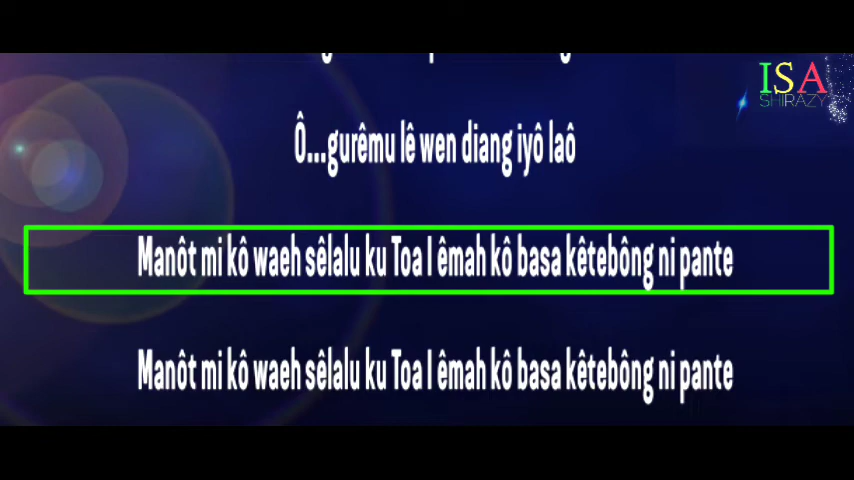 ISA
SHIRAZY
Ô...gurêmu lê wen diang iyô laô
Manôt mi kô waeh sêlalu ku Toa I êmah kô basa kêtebông ni pante
Manôt mi kô waeh sêlalu ku Toa I êmah kô basa kêtebông ni pante